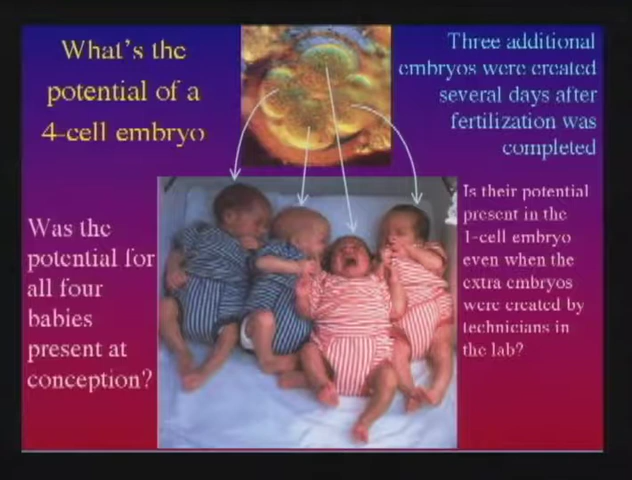 What's the
potential of a
4-cell embryo
Three additional
embryos were created
several days after
fertilization was
completed
Was the
potential for
all four
babies
present at
conception?
Is their potential
present in the
1-cell embryo
even when the
extra embryos
were created by
technicians in
the lab?